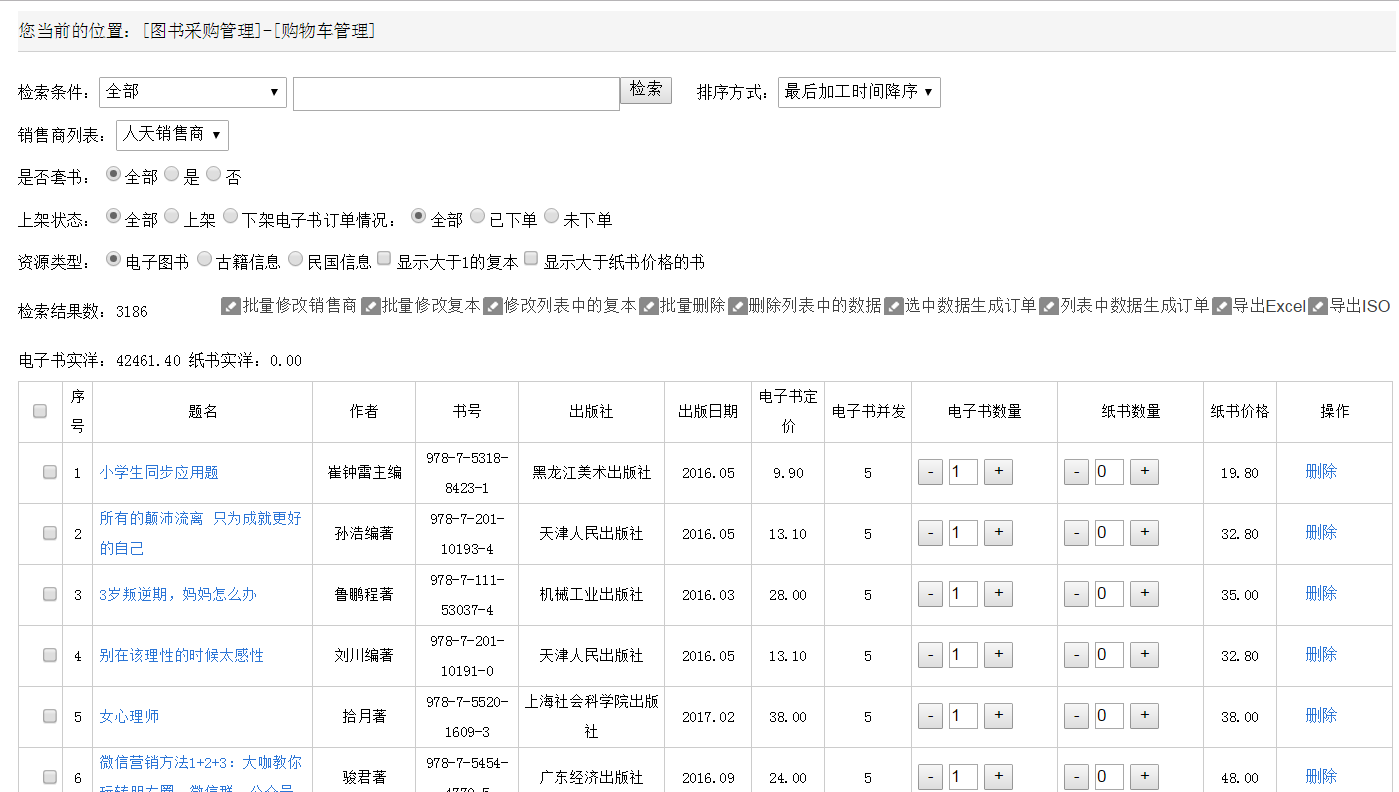 您当前的位置：[图书采购管理]-[购物车管理]
检索条件： 全部 检索 排序方式： 最后加工时间降序
销售商列表： 人天销售商
是否套书： 全部 是 否
上架状态： 全部 上架 下架电子书订单情况： 全部 已下单 未下单
资源类型： 电子图书 古籍信息 民国信息 显示大于1的复本 显示大于纸书价格的书
检索结果数：3186 批量修改销售商 批量修改复本 修改列表中的复本 批量删除 删除列表中的数据 选中数据生成订单 列表中数据生成订单 导出Excel 导出ISO
电子书实洋：42461.40 纸书实洋：0.00
序号 题名 作者 书号 出版社 出版日期 电子书定价 电子书并发 电子书数量 纸书数量 纸书价格 操作
1 小学生同步应用题 崔钟雷主编 978-7-5318-8423-1 黑龙江美术出版社 2016.05 9.90 5 - 1 + - 0 + 19.80 删除
2 所有的颠沛流离 只为成就更好的自己 孙浩编著 978-7-201-10193-4 天津人民出版社 2016.05 13.10 5 - 1 + - 0 + 32.80 删除
3 3岁叛逆期，妈妈怎么办 鲁鹏程著 978-7-111-53037-4 机械工业出版社 2016.03 28.00 5 - 1 + - 0 + 35.00 删除
4 别在该理性的时候太感性 刘川编著 978-7-201-10191-0 天津人民出版社 2016.05 13.10 5 - 1 + - 0 + 32.80 删除
5 女心理师 拾月著 978-7-5520-1609-3 上海社会科学院出版社 2017.02 38.00 5 - 1 + - 0 + 38.00 删除
6 微信营销方法1+2+3：大咖教你 骏君著 978-7-5454- 广东经济出版社 2016.09 24.00 5 - 1 + - 0 + 48.00 删除